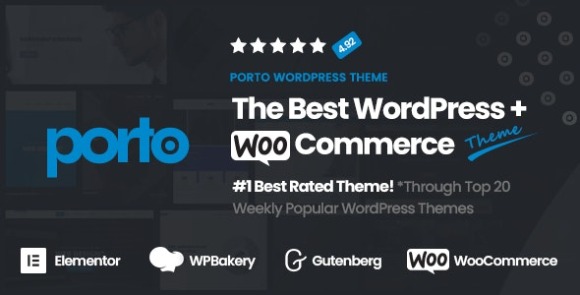 4.92
PORTO WORDPRESS THEME
The Best WordPress +
WOO Commerce Theme
porto
#1 Best Rated Theme! *Through Top 20
Weekly Popular WordPress Themes
Elementor WPBakery Gutenberg WOO WooCommerce